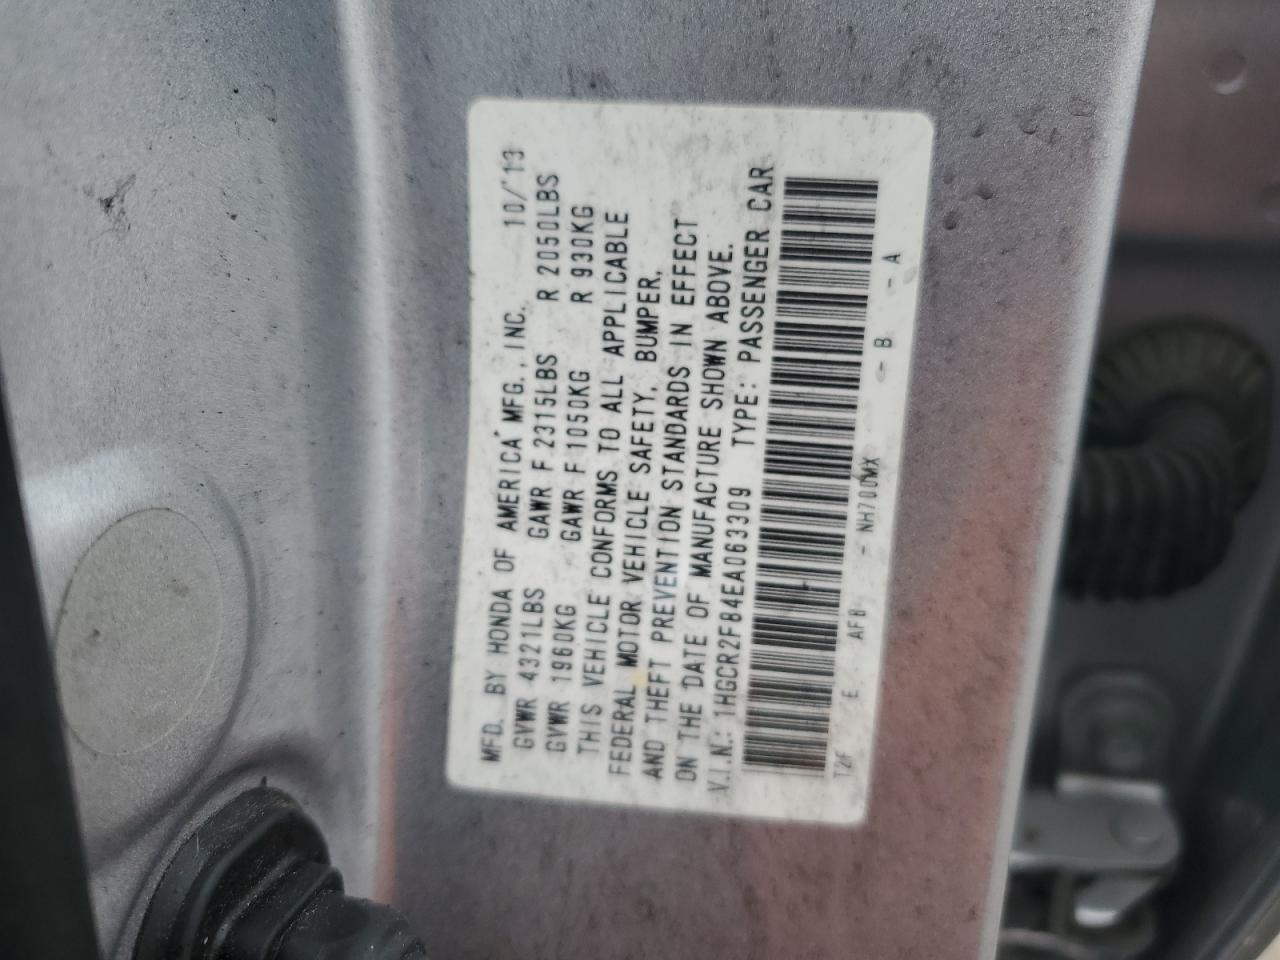 MFD. BY HONDA OF AMERICA MFG., INC. 10/'13
GVWR 4321LBS GAWR F 2315LBS R 2050LBS
GVWR 1960KG GAWR F 1050KG R 930KG
THIS VEHICLE CONFORMS TO ALL APPLICABLE
FEDERAL MOTOR VEHICLE SAFETY, BUMPER,
AND THEFT PREVENTION STANDARDS IN EFFECT
ON THE DATE OF MANUFACTURE SHOWN ABOVE.
V.I.N.: 1HGCR2F84EA063309 TYPE: PASSENGER CAR
T2F E AFB - NH700MX - B - A